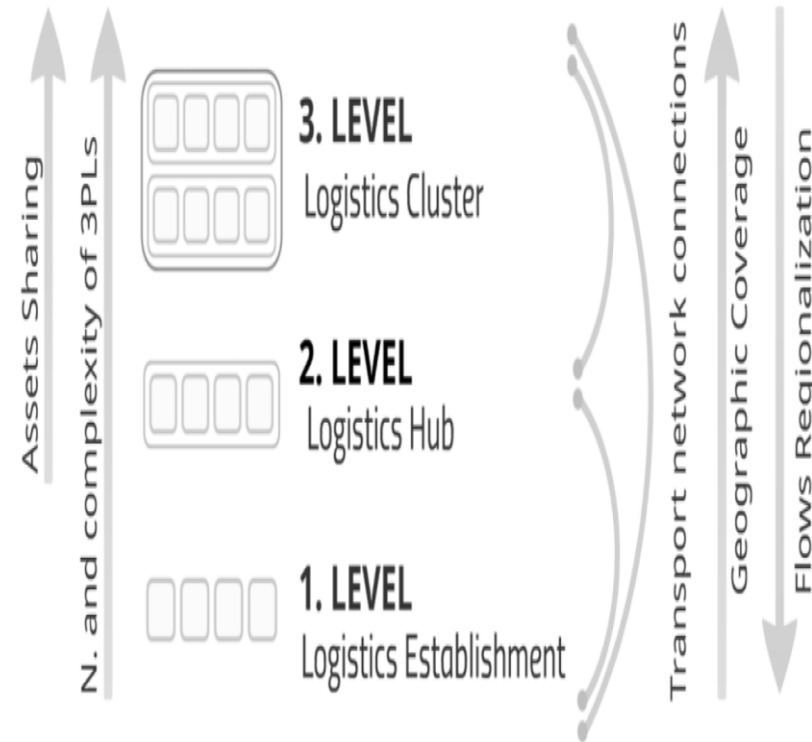 Assets Sharing
N. and complexity of 3PLs
3. LEVEL
Logistics Cluster
2. LEVEL
Logistics Hub
1. LEVEL
Logistics Establishment
Transport network connections
Geographic Coverage
Flows Regionalization